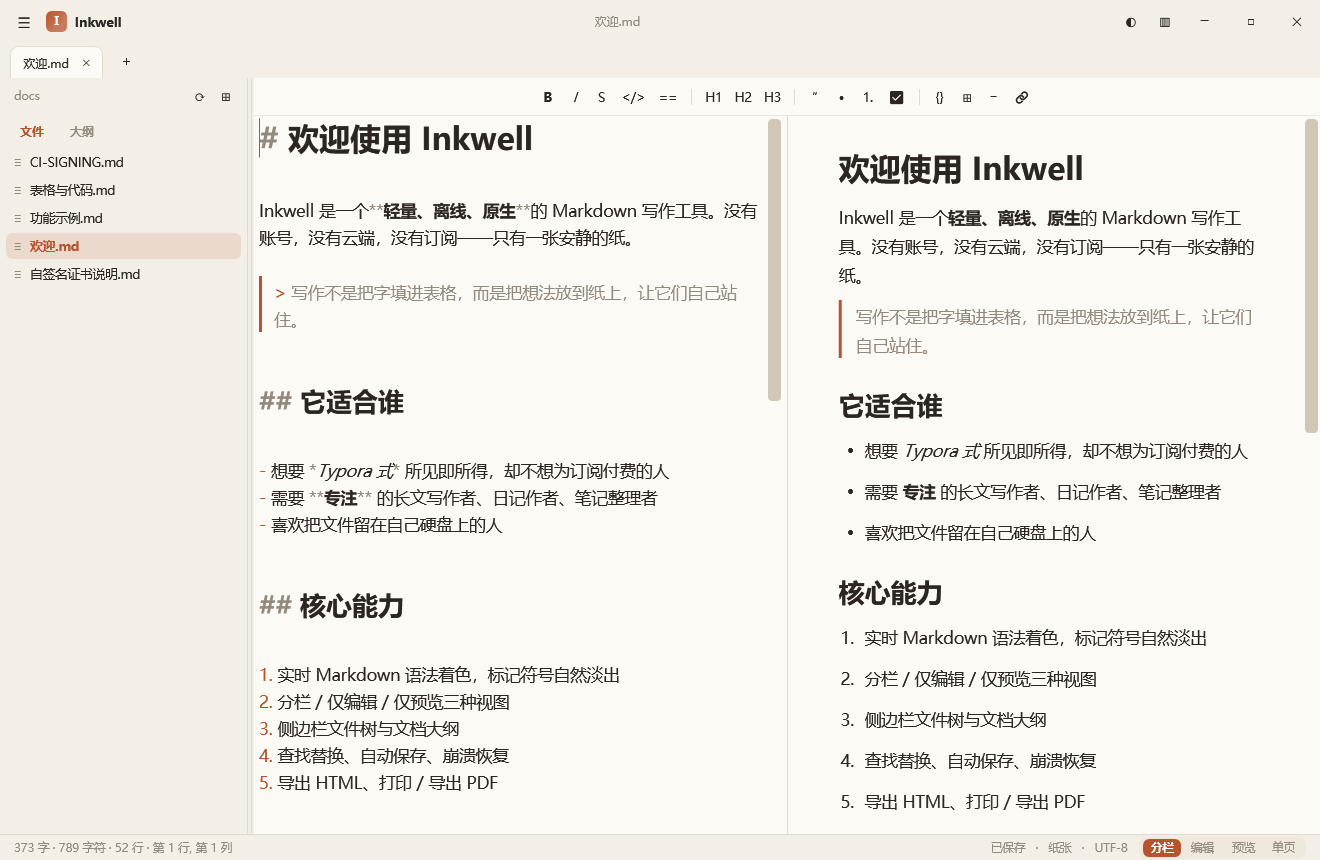 Inkwell
欢迎.md
欢迎.md
docs
文件 大纲
CI-SIGNING.md
表格与代码.md
功能示例.md
欢迎.md
自签名证书说明.md
B / S </> == H1 H2 H3 “ • 1. {} −
# 欢迎使用 Inkwell
Inkwell 是一个**轻量、离线、原生**的 Markdown 写作工具。没有
账号，没有云端，没有订阅——只有一张安静的纸。
> 写作不是把字填进表格，而是把想法放到纸上，让它们自己站
住。
## 它适合谁
- 想要 *Typora 式* 所见即所得，却不想为订阅付费的人
- 需要 **专注** 的长文写作者、日记作者、笔记整理者
- 喜欢把文件留在自己硬盘上的人
## 核心能力
1. 实时 Markdown 语法着色，标记符号自然淡出
2. 分栏 / 仅编辑 / 仅预览三种视图
3. 侧边栏文件树与文档大纲
4. 查找替换、自动保存、崩溃恢复
5. 导出 HTML、打印 / 导出 PDF
欢迎使用 Inkwell
Inkwell 是一个轻量、离线、原生的 Markdown 写作工
具。没有账号，没有云端，没有订阅——只有一张安静的
纸。
写作不是把字填进表格，而是把想法放到纸上，让它们
自己站住。
它适合谁
• 想要 Typora 式 所见即所得，却不想为订阅付费的人
• 需要 专注 的长文写作者、日记作者、笔记整理者
• 喜欢把文件留在自己硬盘上的人
核心能力
1. 实时 Markdown 语法着色，标记符号自然淡出
2. 分栏 / 仅编辑 / 仅预览三种视图
3. 侧边栏文件树与文档大纲
4. 查找替换、自动保存、崩溃恢复
5. 导出 HTML、打印 / 导出 PDF
373 字 · 789 字符 · 52 行 · 第 1 行, 第 1 列
已保存 · 纸张 · UTF-8 分栏 编辑 预览 单页